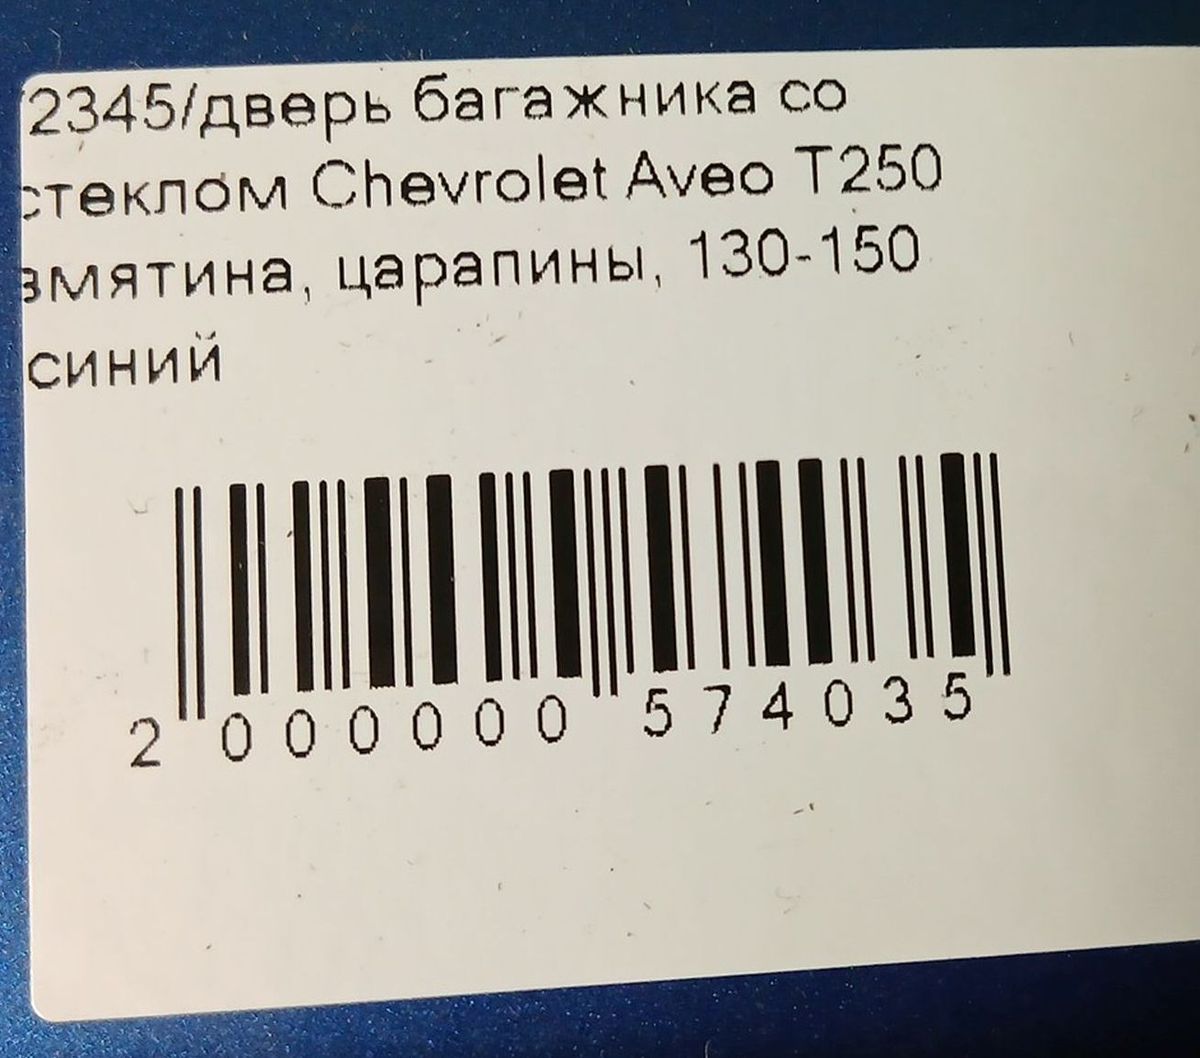 2345/дверь багажника со
стеклом Chevrolet Aveo T250
вмятина, царапины, 130-150
синий
2 000000 574035